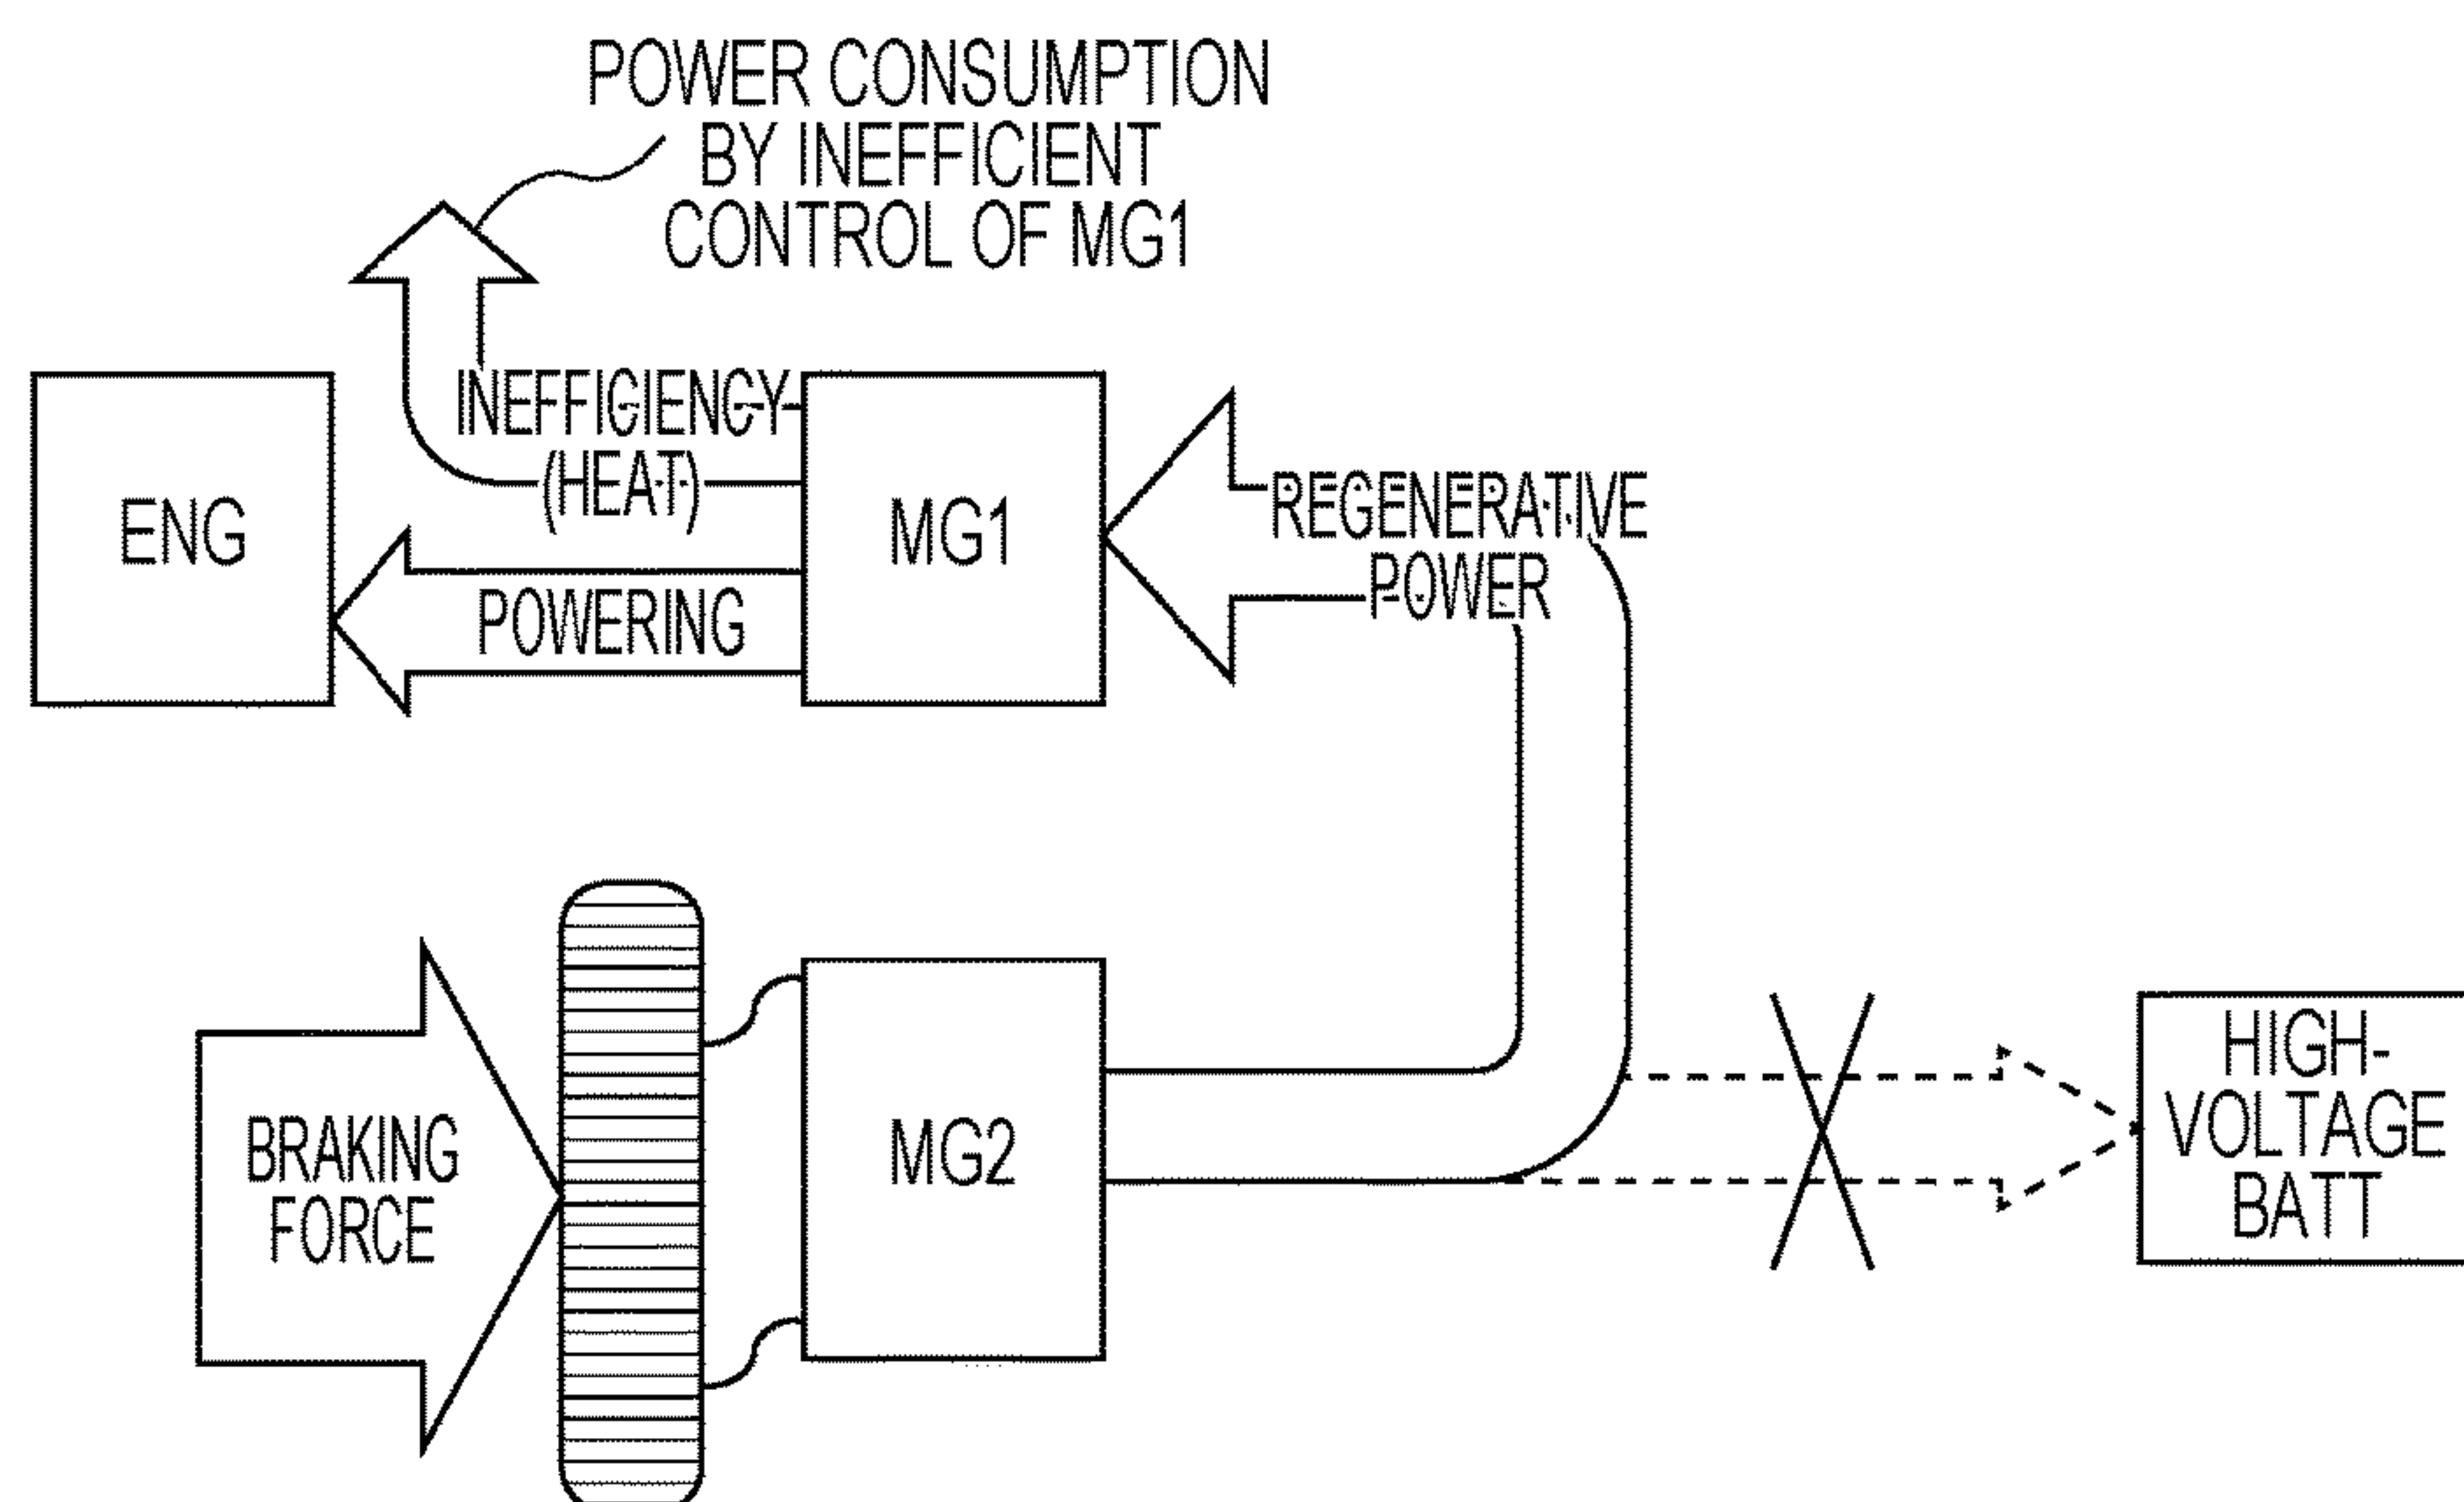 POWER CONSUMPTION
BY INEFFICIENT
CONTROL OF MG1
INEFFICIENCY
(HEAT)
ENG
MG1
REGENERATIVE
POWER
POWERING
BRAKING
FORCE
MG2
HIGH-
VOLTAGE
BATT